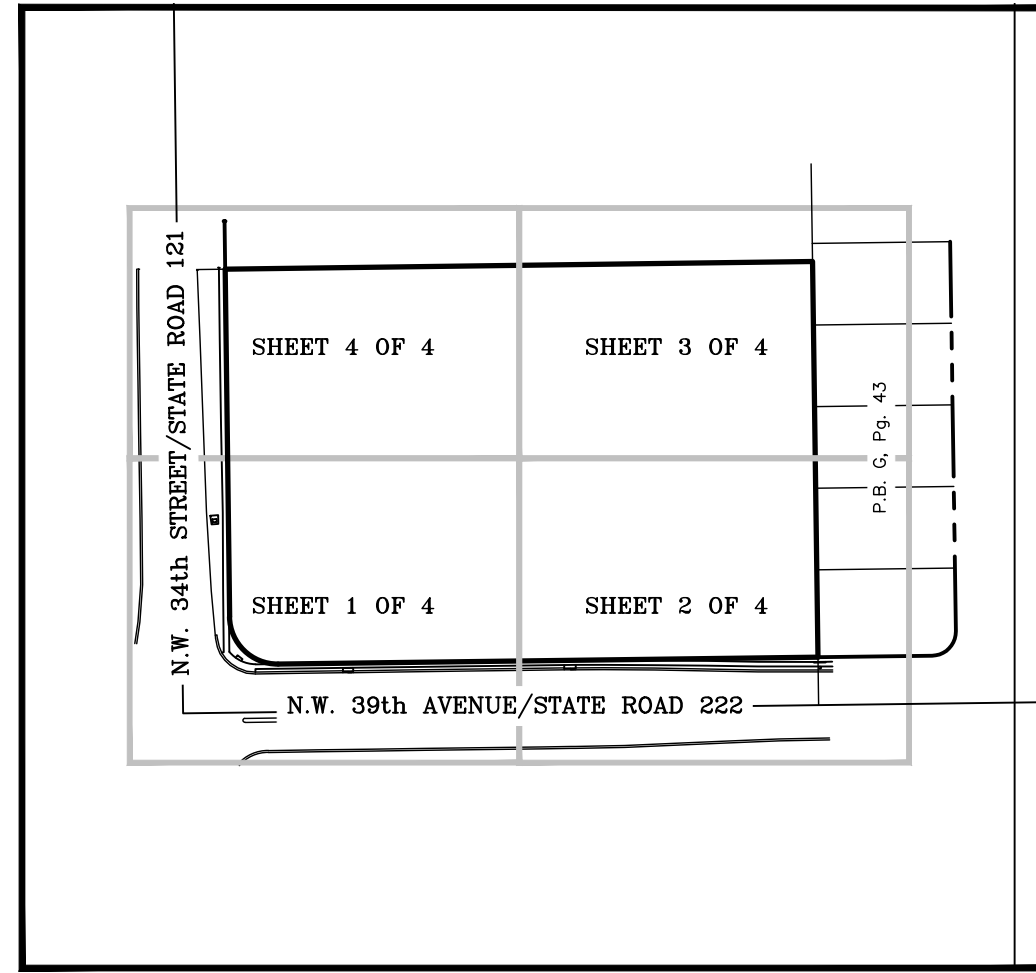 N.W. 34th STREET/STATE ROAD 121
SHEET 4 OF 4
SHEET 3 OF 4
P.B. G, Pg. 43
SHEET 1 OF 4
SHEET 2 OF 4
N.W. 39th AVENUE/STATE ROAD 222